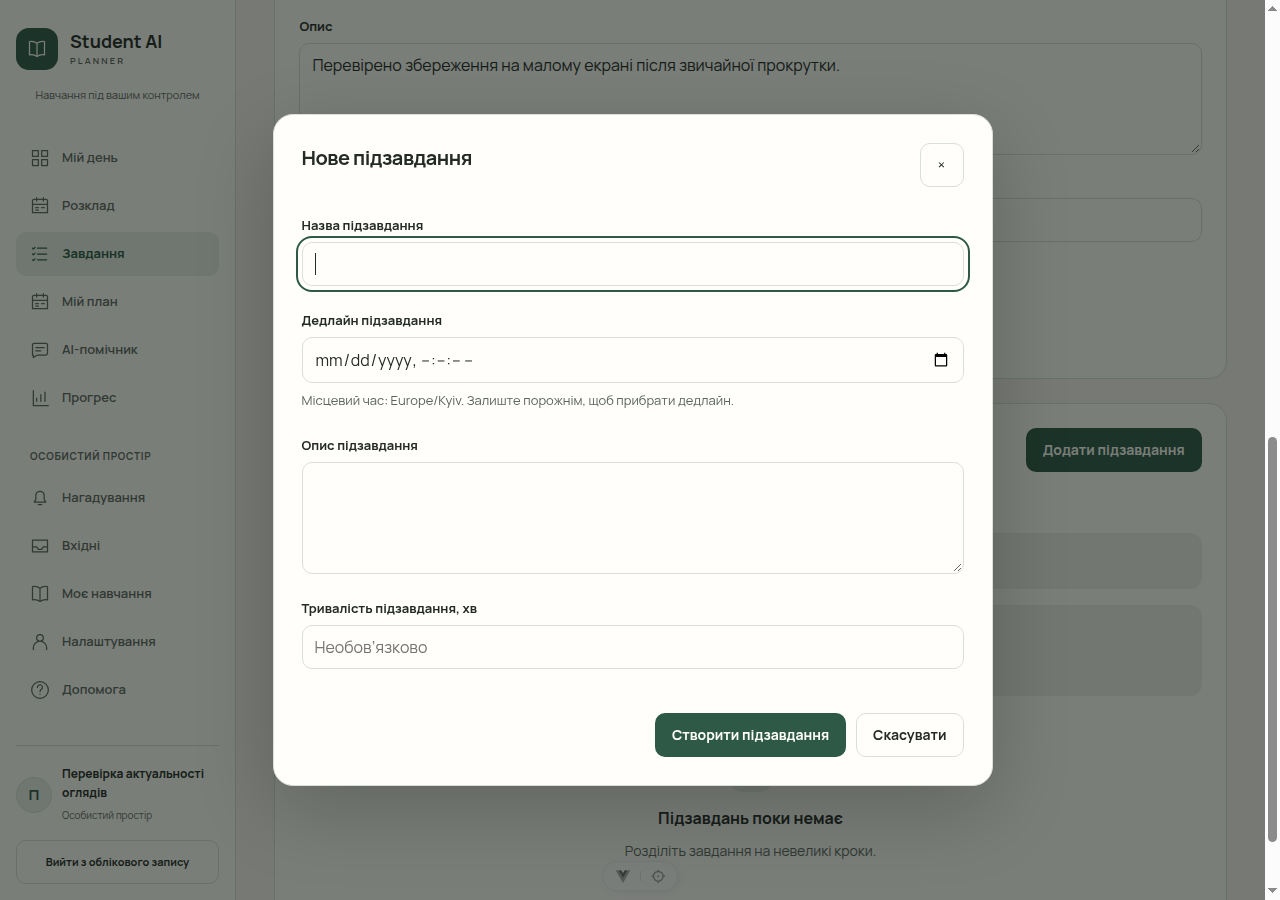 Student AI
PLANNER
Навчання під вашим контролем
Мій день
Розклад
Завдання
Мій план
AI-помічник
Прогрес
ОСОБИСТИЙ ПРОСТІР
Нагадування
Вхідні
Моє навчання
Налаштування
Допомога
П
Перевірка актуальності
оглядів
Особистий простір
Вийти з облікового запису
Опис
Перевірено збереження на малому екрані після звичайної прокрутки.
Додати підзавдання
Нове підзавдання
×
Назва підзавдання
Дедлайн підзавдання
mm/dd/yyyy, --:--:-- --
Місцевий час: Europe/Kyiv. Залиште порожнім, щоб прибрати дедлайн.
Опис підзавдання
Тривалість підзавдання, хв
Необов'язково
Створити підзавдання
Скасувати
Підзавдань поки немає
Розділіть завдання на невеликі кроки.